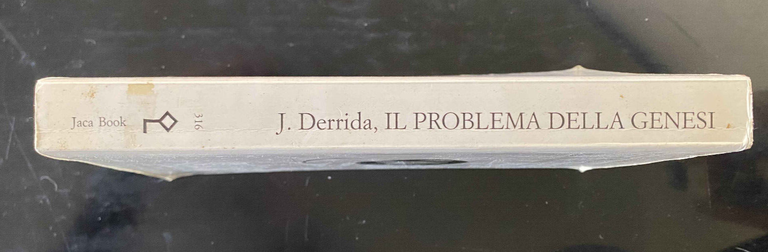 Jaca Book
316
J. Derrida, IL PROBLEMA DELLA GENESI